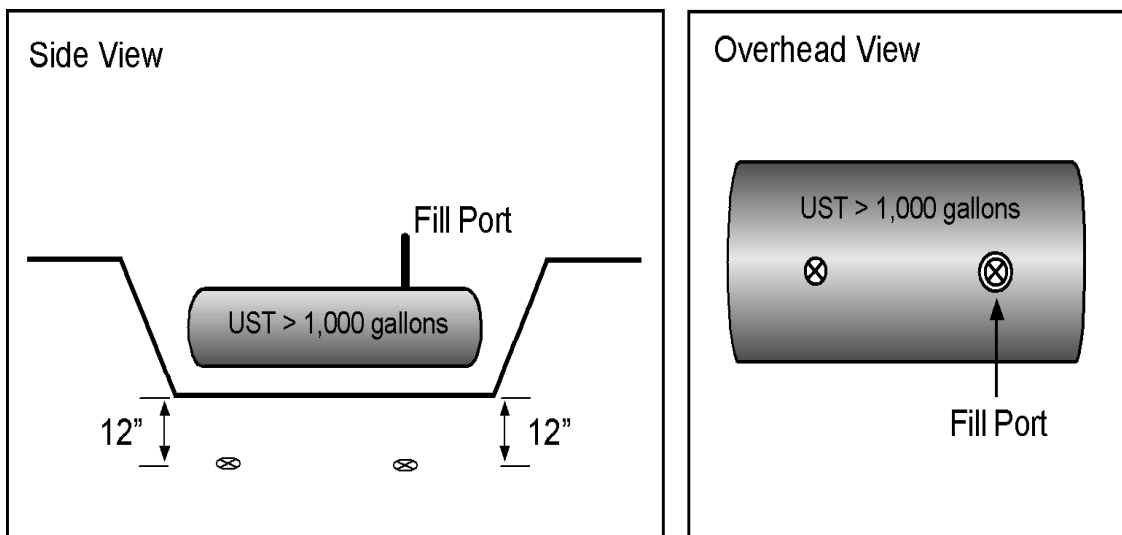 Side View
Fill Port
UST > 1,000 gallons
12”
12”
Overhead View
UST > 1,000 gallons
Fill Port